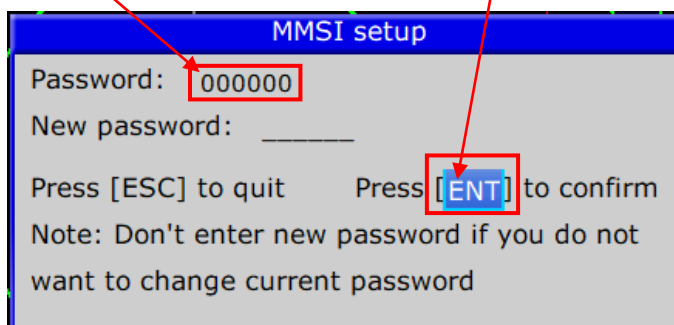 MMSI setup
Password: 000000
New password: ______
Press [ESC] to quit Press [ENT] to confirm
Note: Don't enter new password if you do not
want to change current password